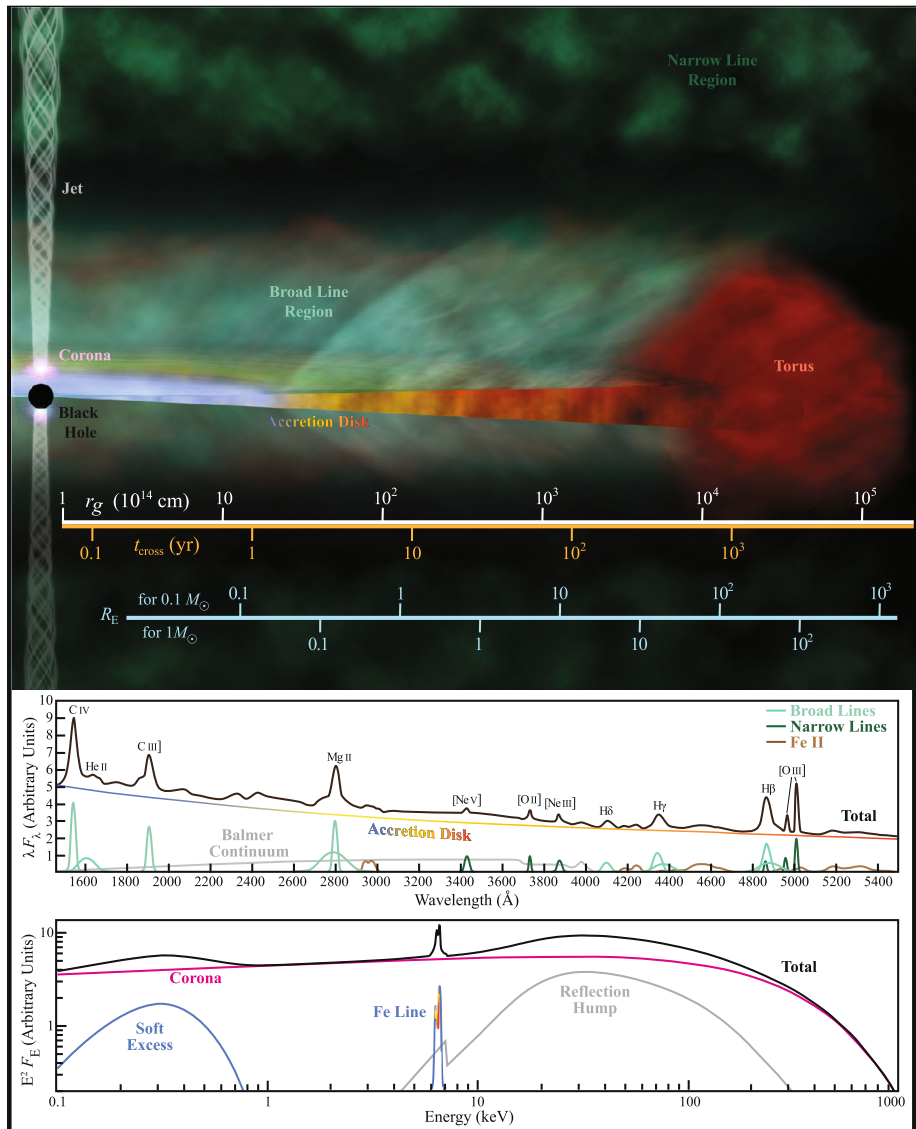 Narrow Line
Region
Jet
Broad Line
Region
Corona
Torus
Black
Hole
Accretion Disk
1 r_g (10^14 cm) 10 10^2 10^3 10^4 10^5
0.1 t_cross (yr) 1 10 10^2 10^3
R_E
for 0.1 M_⊙ 0.1 1 10 10^2 10^3
for 1M_⊙ 0.1 1 10 10^2
10
9
8
7
6
5
4
3
2
1
λF_λ (Arbitrary Units)
C IV
He II
C III]
Mg II
[Ne V]
[O II]
[Ne III]
Hδ
Hγ
Hβ
[O III]
Broad Lines
Narrow Lines
Fe II
Total
Accretion Disk
Balmer
Continuum
1600 1800 2000 2200 2400 2600 2800 3000 3200 3400 3600 3800 4000 4200 4400 4600 4800 5000 5200 5400
Wavelength (Å)
10
1
E² F_E (Arbitrary Units)
Corona
Total
Soft
Excess
Fe Line
Reflection
Hump
0.1 1 10 100 1000
Energy (keV)